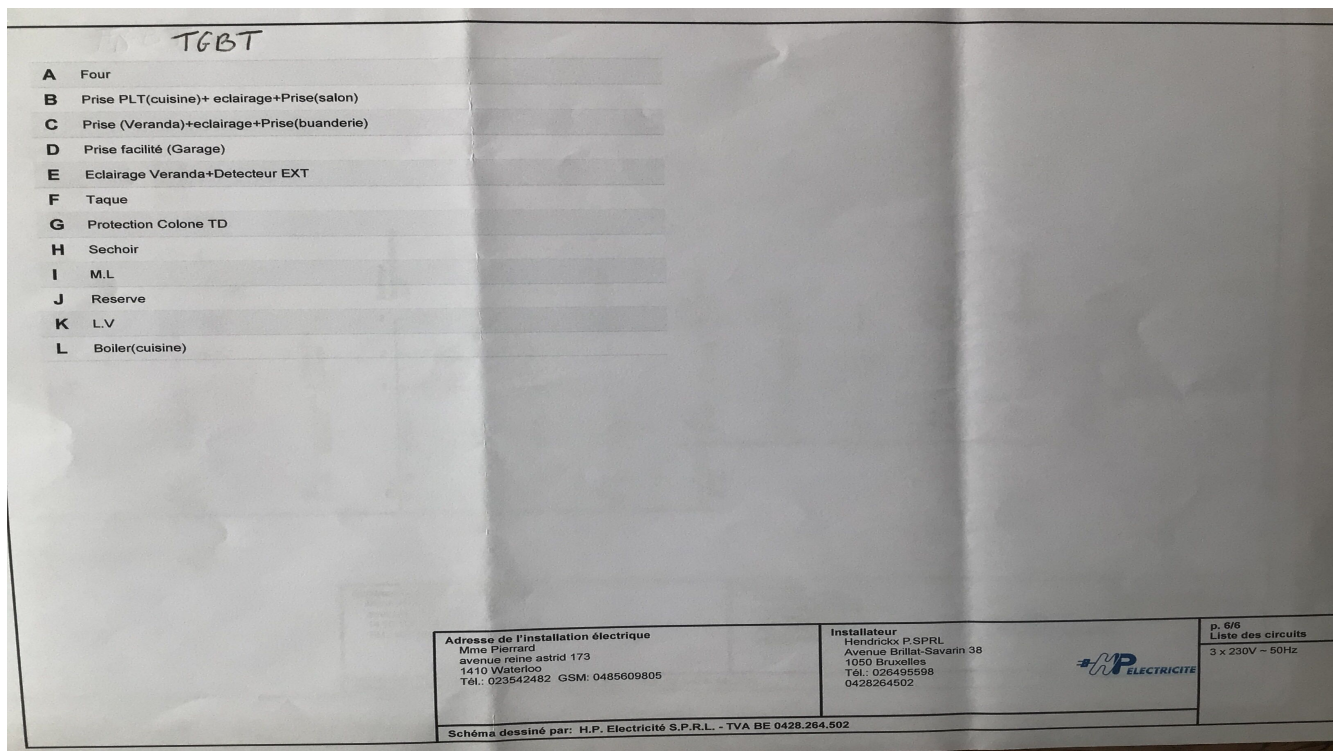 TGBT
A Four
B Prise PLT(cuisine)+ eclairage+Prise(salon)
C Prise (Veranda)+eclairage+Prise(buanderie)
D Prise facilité (Garage)
E Eclairage Veranda+Detecteur EXT
F Taque
G Protection Colone TD
H Sechoir
I M.L
J Reserve
K L.V
L Boiler(cuisine)
Adresse de l'installation électrique
Mme Pierrard
avenue reine astrid 173
1410 Waterloo
Tél.: 023542482 GSM: 0485609805
Installateur
Hendrickx P.SPRL
Avenue Brillat-Savarin 38
1050 Bruxelles
Tél.: 026495598
0428264502
HP ELECTRICITE
p. 6/6
Liste des circuits
3 x 230V ~ 50Hz
Schéma dessiné par: H.P. Electricité S.P.R.L. - TVA BE 0428.264.502